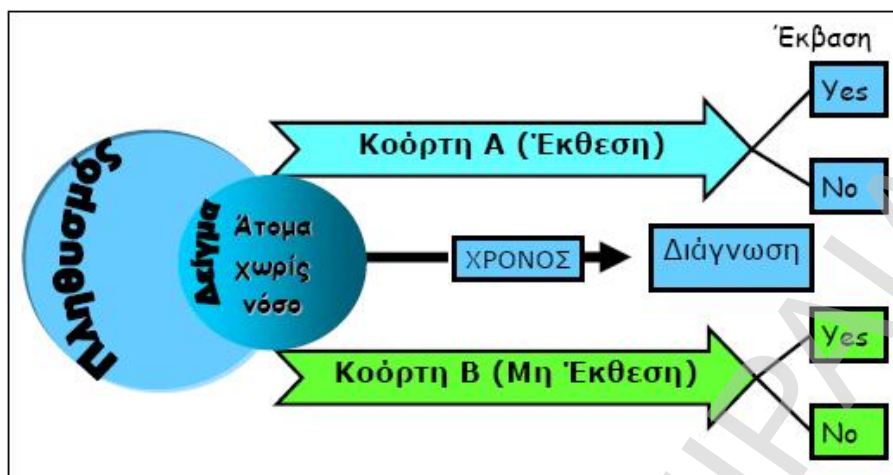 Έκβαση
Yes
Κοόρτη Α (Έκθεση)
No
Πληθυσμός
Δείγμα
Άτομα
χωρίς
νόσο
ΧΡΟΝΟΣ
Διάγνωση
Yes
Κοόρτη Β (Μη Έκθεση)
No